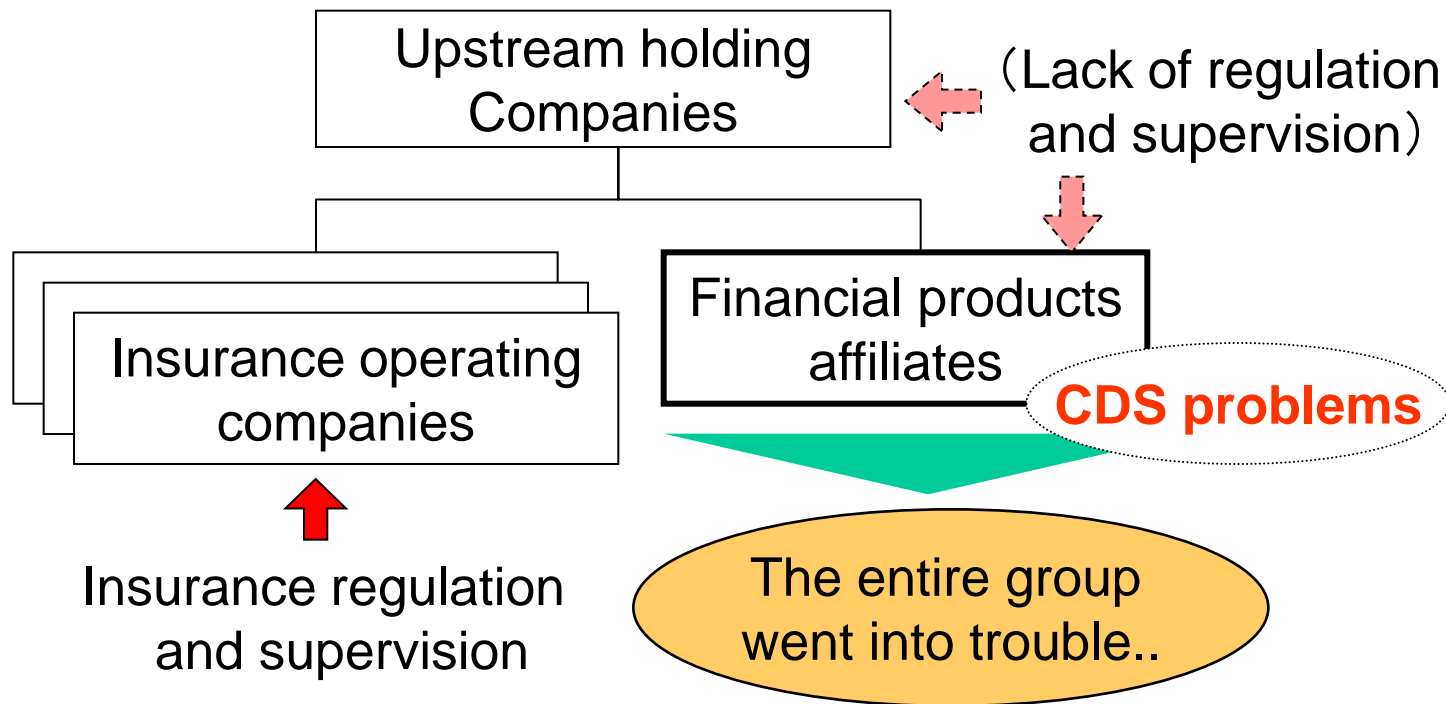 Upstream holding
Companies
（Lack of regulation
and supervision）
Insurance operating
companies
Financial products
affiliates
CDS problems
Insurance regulation
and supervision
The entire group
went into trouble..